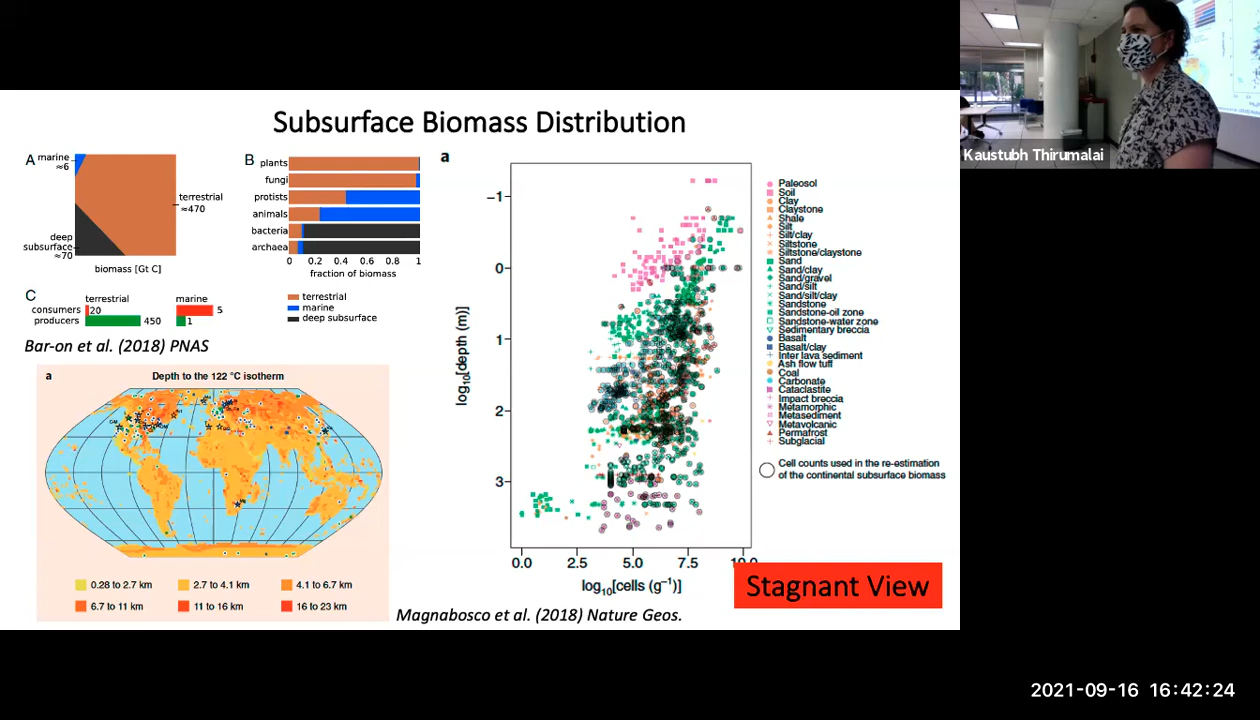 Subsurface Biomass Distribution
A
marine
≈6
terrestrial
≈470
deep
subsurface
≈70
biomass [Gt C]
B
plants
fungi
protists
animals
bacteria
archaea
0 0.2 0.4 0.6 0.8 1
fraction of biomass
terrestrial
marine
deep subsurface
C
terrestrial
marine
consumers 20 5
producers 450 1
Bar-on et al. (2018) PNAS
a
Depth to the 122 °C isotherm
0.28 to 2.7 km
2.7 to 4.1 km
4.1 to 6.7 km
6.7 to 11 km
11 to 16 km
16 to 23 km
a
log10[depth (m)]
−1
0
1
2
3
0.0 2.5 5.0 7.5 10.0
log10[cells (g−1)]
Paleosol
Soil
Clay
Claystone
Shale
Silt
Silt/clay
Siltstone
Siltstone/claystone
Sand
Sand/clay
Sand/gravel
Sand/silt
Sand/silt/clay
Sandstone
Sandstone-oil zone
Sandstone-water zone
Sedimentary breccia
Basalt
Basalt/clay
Inter lava sediment
Ash flow tuff
Coal
Carbonate
Cataclastite
Impact breccia
Metamorphic
Metasediment
Metavolcanic
Permafrost
Subglacial
Cell counts used in the re-estimation
of the continental subsurface biomass
Stagnant View
Magnabosco et al. (2018) Nature Geos.
Kaustubh Thirumalai
2021-09-16 16:42:24